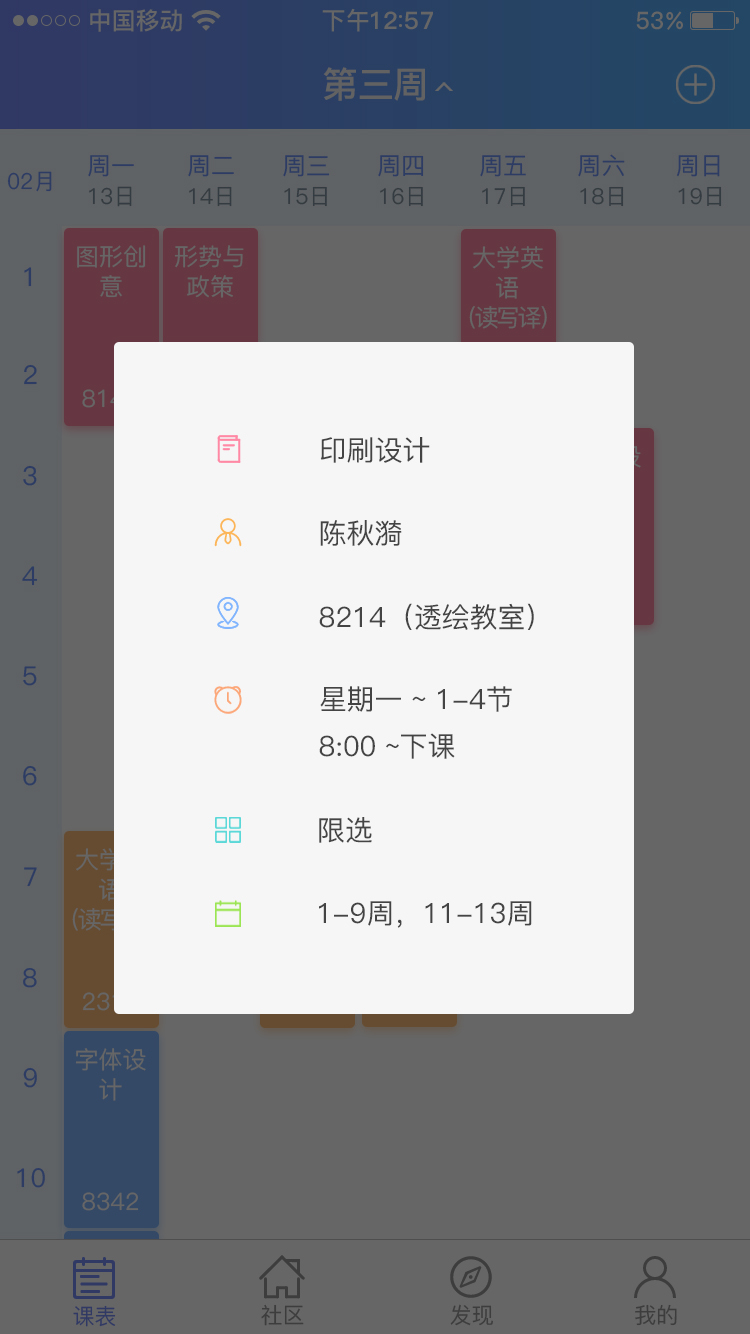 中国移动 下午12:57 53%
第三周
02月 周一 周二 周三 周四 周五 周六 周日
13日 14日 15日 16日 17日 18日 19日
1
图形创
意
形势与
政策
大学英
语
(读写译)
2
814
3
4
5
6
7
8
9
10
印刷设计
陈秋漪
8214（透绘教室）
星期一 ~ 1-4节
8:00 ~下课
限选
1-9周，11-13周
大学
语
(读写
23
字体设
计
8342
课表 社区 发现 我的